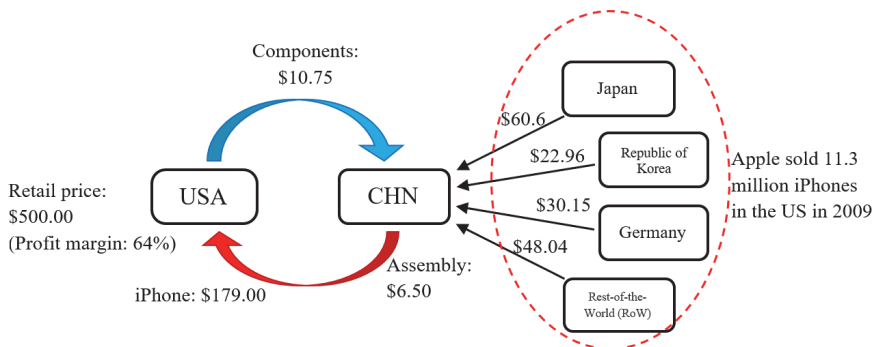 Components:
$10.75
Japan
$60.6
$22.96
Republic of
Korea
Apple sold 11.3
million iPhones
in the US in 2009
Retail price:
$500.00
(Profit margin: 64%)
USA
CHN
$30.15
Germany
$48.04
Assembly:
$6.50
iPhone: $179.00
Rest-of-the-
World (RoW)